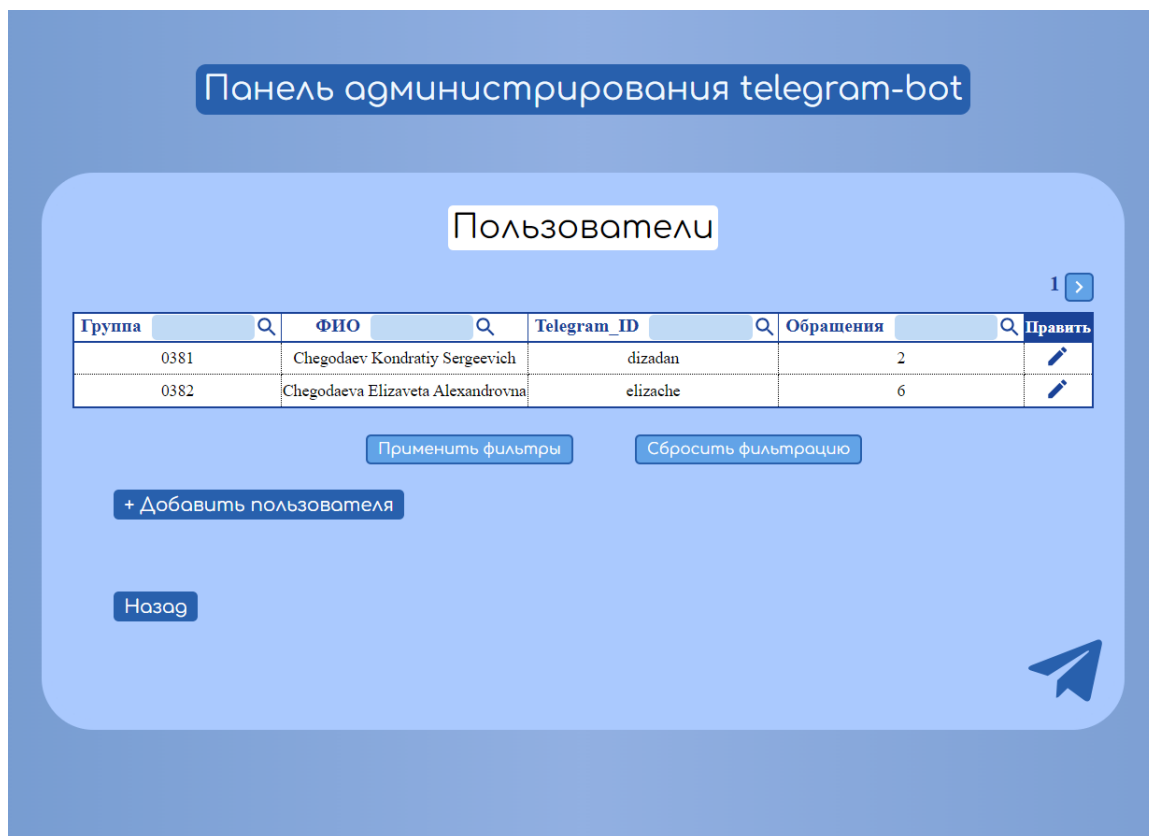 Панель администрирования telegram-bot
Пользователи
1 >
Группа ФИО Telegram_ID Обращения Править
0381 Chegodaev Kondratiy Sergeevich dizadan 2
0382 Chegodaeva Elizaveta Alexandrovna elizache 6
Применить фильтры Сбросить фильтрацию
+ Добавить пользователя
Назад